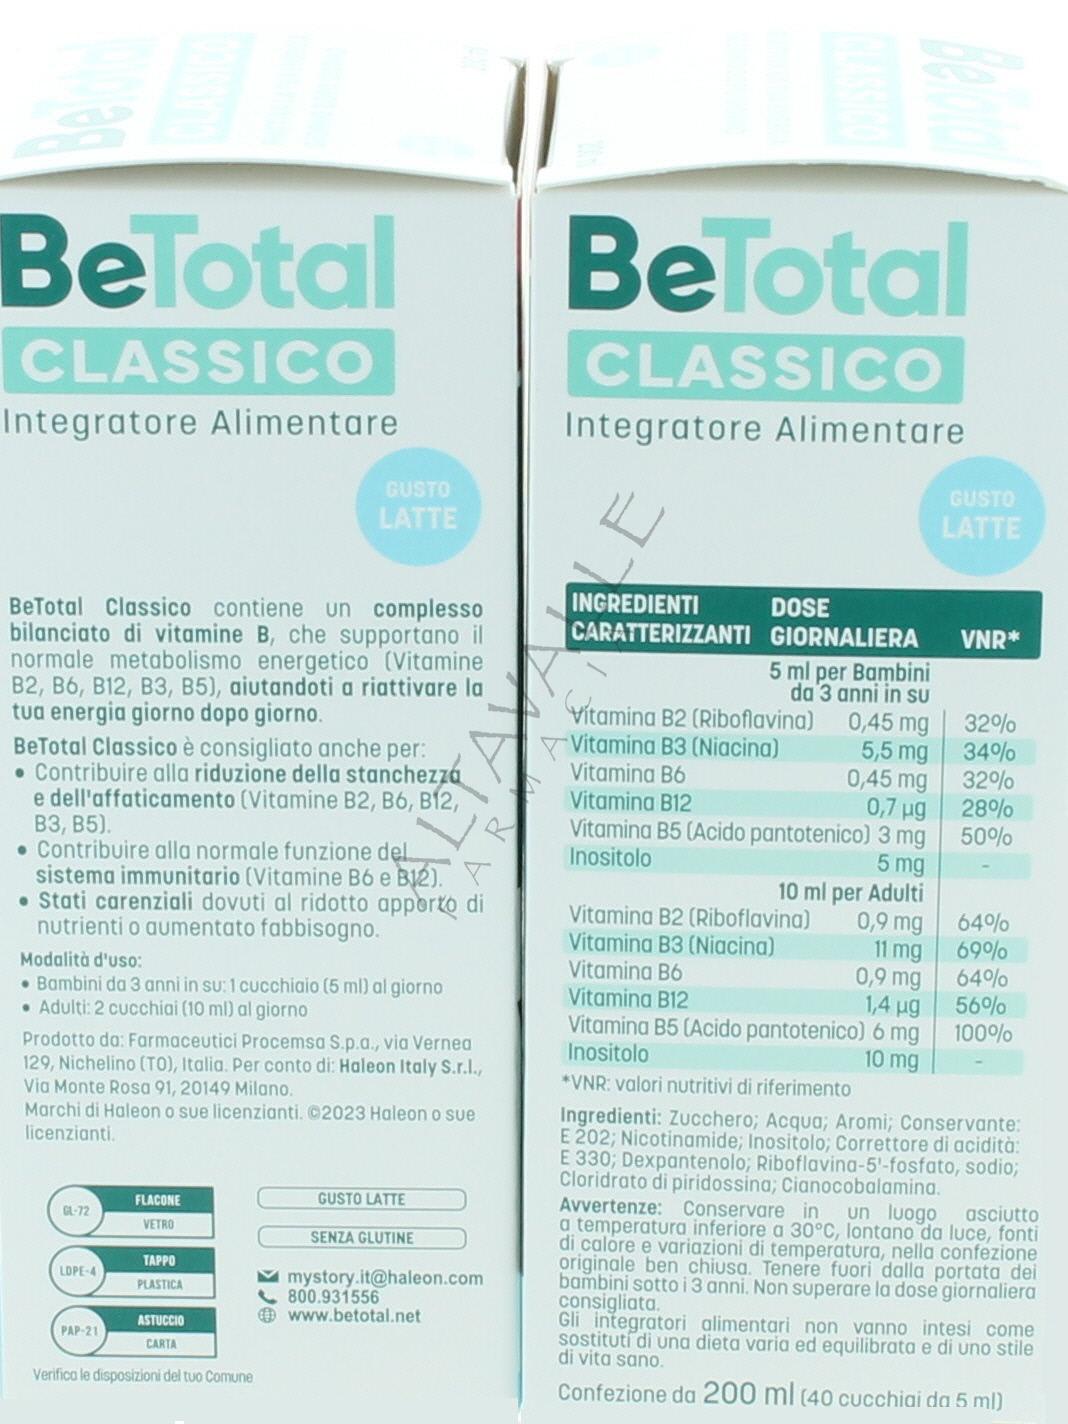 BeTotal
CLASSICO
BeTotal
CLASSICO
BeTotal
CLASSICO
Integratore Alimentare
GUSTO
LATTE
BeTotal Classico contiene un complesso
bilanciato di vitamine B, che supportano il
normale metabolismo energetico (Vitamine
B2, B6, B12, B3, B5), aiutandoti a riattivare la
tua energia giorno dopo giorno.
BeTotal Classico è consigliato anche per:
• Contribuire alla riduzione della stanchezza
e dell'affaticamento (Vitamine B2, B6, B12,
B3, B5).
• Contribuire alla normale funzione del
sistema immunitario (Vitamine B6 e B12).
• Stati carenziali dovuti al ridotto apporto di
nutrienti o aumentato fabbisogno.
Modalità d'uso:
• Bambini da 3 anni in su: 1 cucchiaio (5 ml) al giorno
• Adulti: 2 cucchiai (10 ml) al giorno
Prodotto da: Farmaceutici Procemsa S.p.a., via Vernea
129, Nichelino (TO), Italia. Per conto di: Haleon Italy S.r.l.,
Via Monte Rosa 91, 20149 Milano.
Marchi di Haleon o sue licenzianti. ©2023 Haleon o sue
licenzianti.
GL-72
FLACONE
VETRO
LDPE-4
TAPPO
PLASTICA
PAP-21
ASTUCCIO
CARTA
Verifica le disposizioni del tuo Comune
GUSTO LATTE
SENZA GLUTINE
mystory.it@haleon.com
800.931556
www.betotal.net
BeTotal
CLASSICO
Integratore Alimentare
GUSTO
LATTE
INGREDIENTI CARATTERIZZANTI DOSE GIORNALIERA VNR*
5 ml per Bambini
da 3 anni in su
Vitamina B2 (Riboflavina) 0,45 mg 32%
Vitamina B3 (Niacina) 5,5 mg 34%
Vitamina B6 0,45 mg 32%
Vitamina B12 0,7 µg 28%
Vitamina B5 (Acido pantotenico) 3 mg 50%
Inositolo 5 mg -
10 ml per Adulti
Vitamina B2 (Riboflavina) 0,9 mg 64%
Vitamina B3 (Niacina) 11 mg 69%
Vitamina B6 0,9 mg 64%
Vitamina B12 1,4 µg 56%
Vitamina B5 (Acido pantotenico) 6 mg 100%
Inositolo 10 mg -
*VNR: valori nutritivi di riferimento
Ingredienti: Zucchero; Acqua; Aromi; Conservante:
E 202; Nicotinamide; Inositolo; Correttore di acidità:
E 330; Dexpantenolo; Riboflavina-5'-fosfato, sodio;
Cloridrato di piridossina; Cianocobalamina.
Avvertenze: Conservare in un luogo asciutto
a temperatura inferiore a 30°C, lontano da luce, fonti
di calore e variazioni di temperatura, nella confezione
originale ben chiusa. Tenere fuori dalla portata dei
bambini sotto i 3 anni. Non superare la dose giornaliera
consigliata.
Gli integratori alimentari non vanno intesi come
sostituti di una dieta varia ed equilibrata e di uno stile
di vita sano.
Confezione da 200 ml (40 cucchiai da 5 ml)
ALTAVALLE
FARMACIA